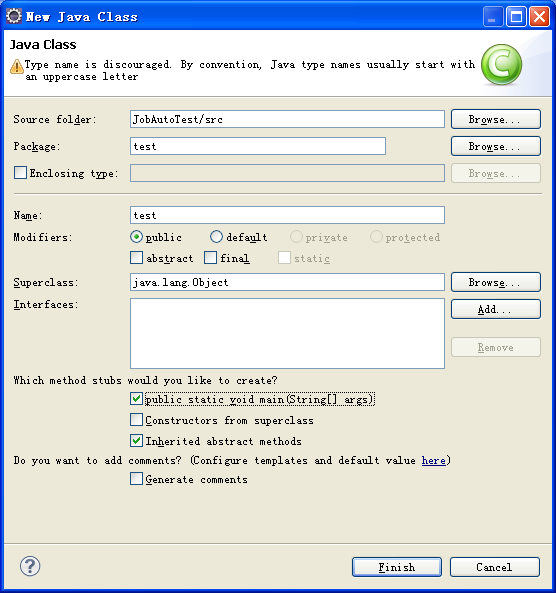 New Java Class
Java Class
Type name is discouraged. By convention, Java type names usually start with
an uppercase letter
Source folder: JobAutoTest/src Browse...
Package: test Browse...
Enclosing type: Browse...
Name: test
Modifiers: public default private protected
abstract final static
Superclass: java.lang.Object Browse...
Interfaces: Add...
Remove
Which method stubs would you like to create?
public static void main(String[] args)
Constructors from superclass
Inherited abstract methods
Do you want to add comments? (Configure templates and default value here)
Generate comments
Finish Cancel